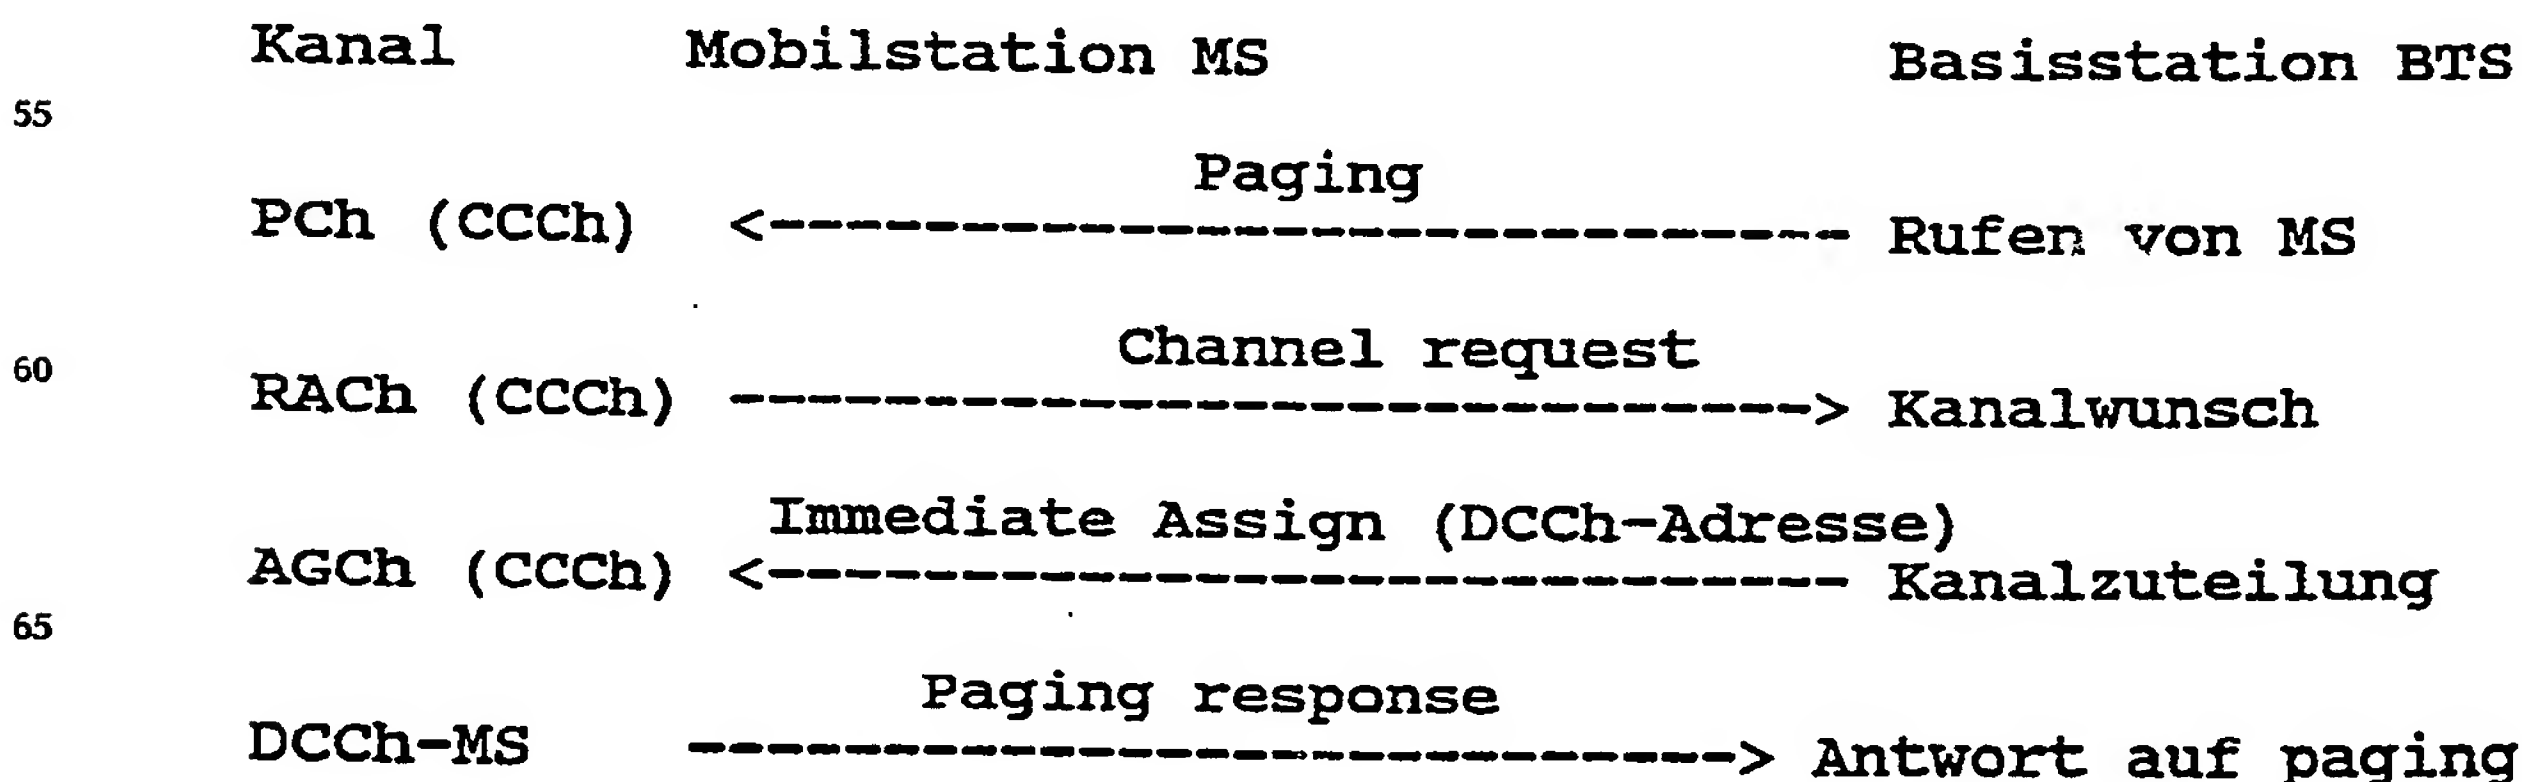 Kanal Mobilstation MS Basisstation BTS
55
Paging
PCh (CCCh) <---------------------------- Rufen von MS
Channel request
60
RACh (CCCh) ----------------------------> Kanalwunsch
Immediate Assign (DCCh-Adresse)
AGCh (CCCh) <---------------------------- Kanalzuteilung
65
Paging response
DCCh-MS ---------------------------> Antwort auf paging